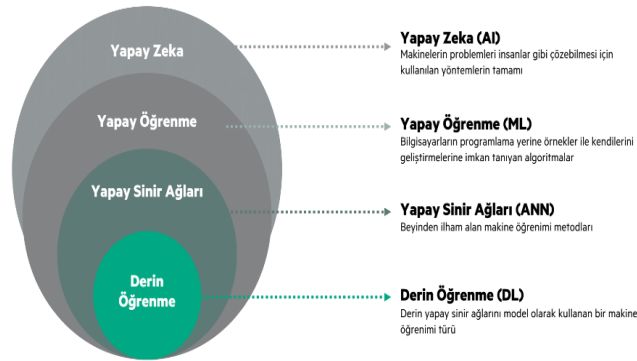 Yapay Zeka
Yapay Öğrenme
Yapay Sinir Ağları
Derin
Öğrenme
Yapay Zeka (AI)
Makinelerin problemleri insanlar gibi çözebilmesi için
kullanılan yöntemlerin tamamı
Yapay Öğrenme (ML)
Bilgisayarların programlama yerine örnekler ile kendilerini
geliştirmelerine imkan tanıyan algoritmalar
Yapay Sinir Ağları (ANN)
Beyinden ilham alan makine öğrenimi metodları
Derin Öğrenme (DL)
Derin yapay sinir ağlarını model olarak kullanan bir makine
öğrenimi türü